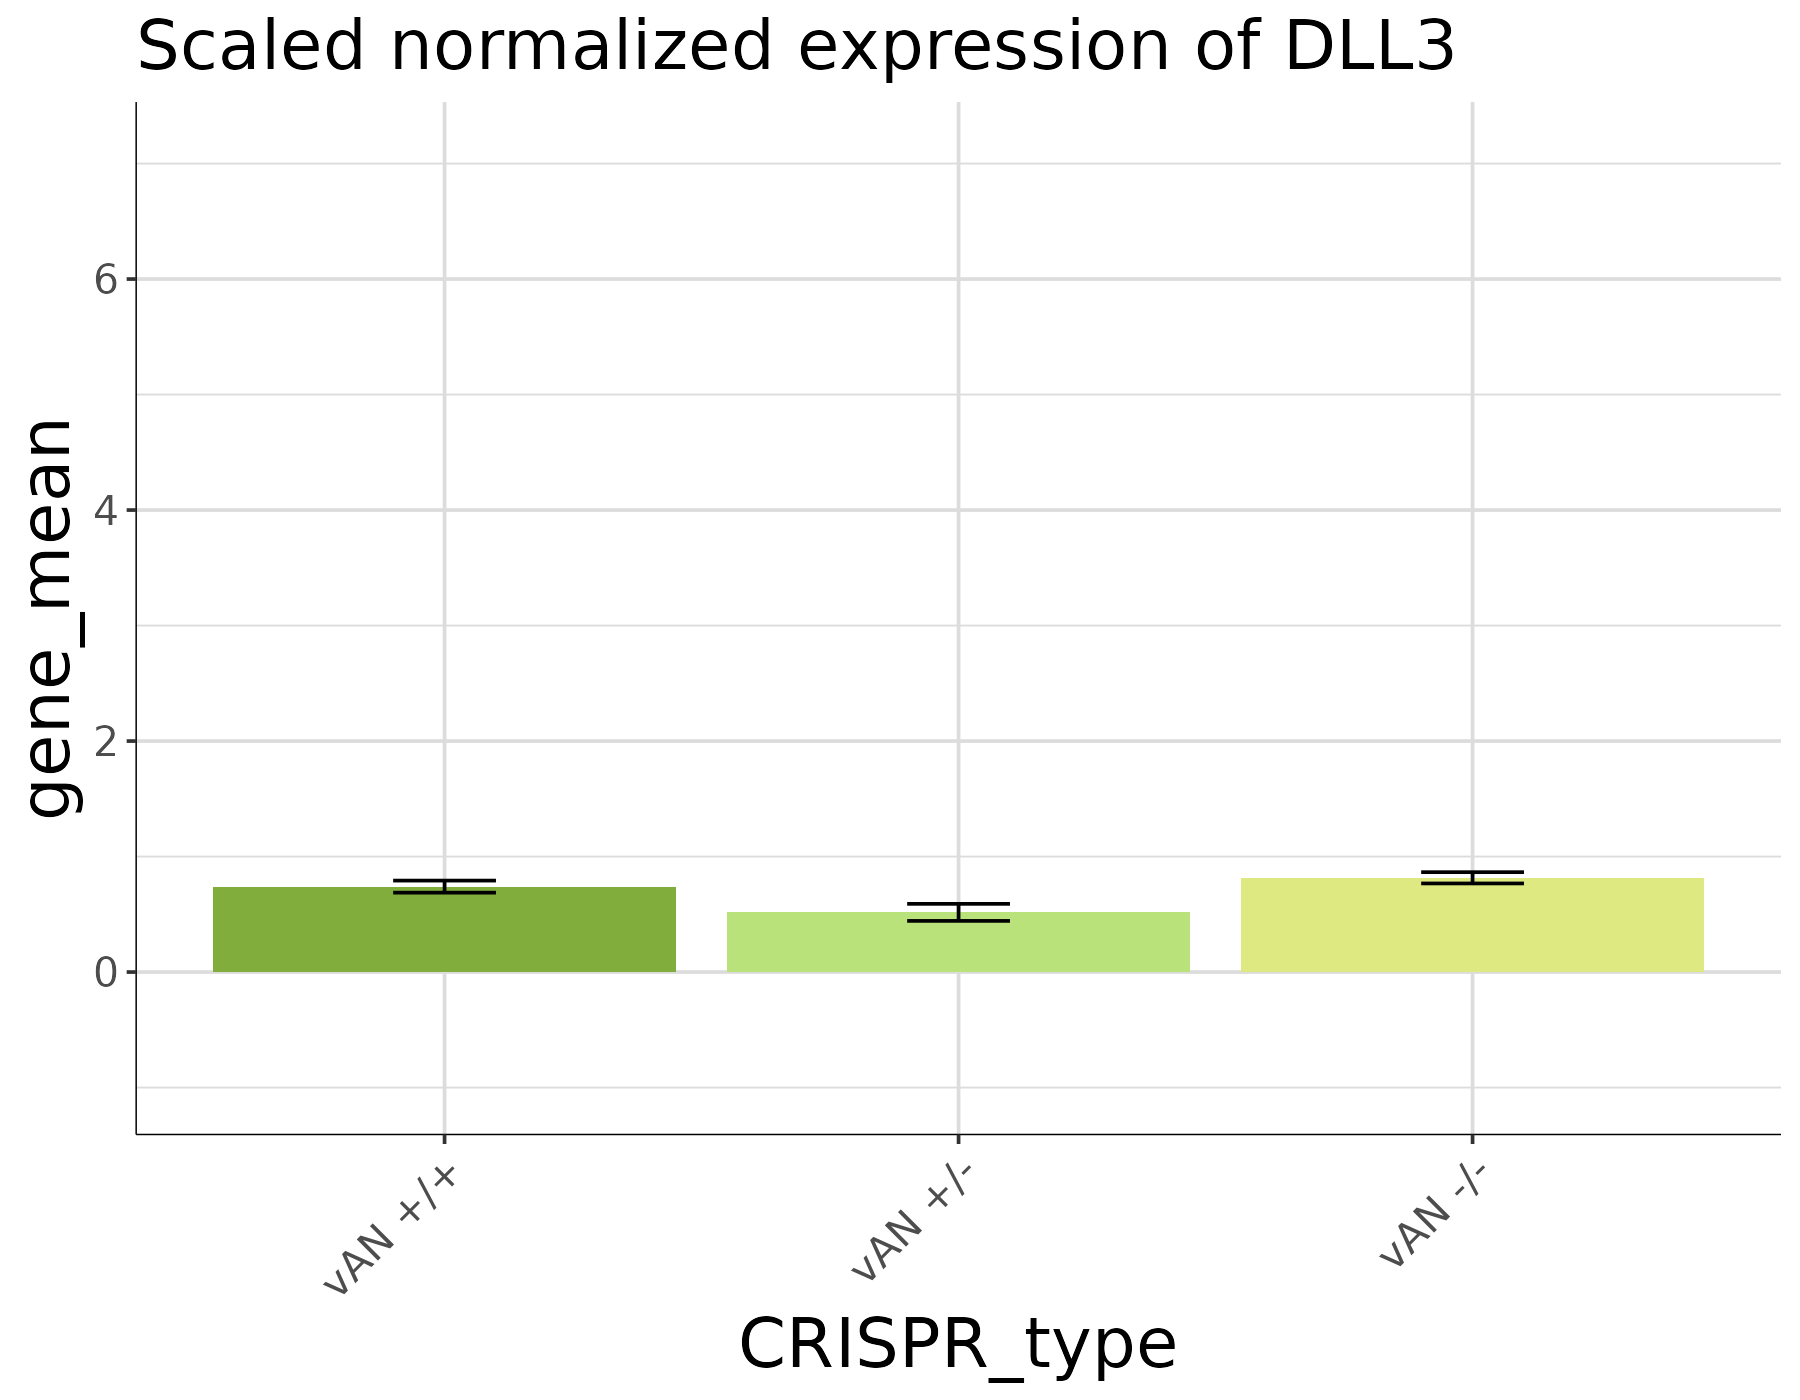 Scaled normalized expression of DLL3
gene_mean
6
4
2
0
vAN +/+
vAN +/-
vAN -/-
CRISPR_type